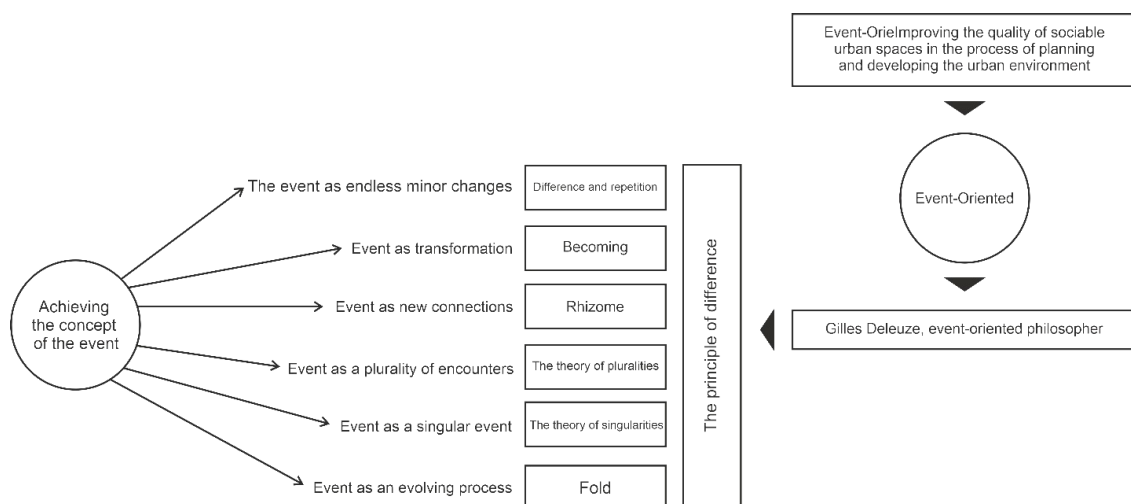 Event-OrieImproving the quality of sociable
urban spaces in the process of planning
and developing the urban environment
Event-Oriented
Gilles Deleuze, event-oriented philosopher
The principle of difference
The event as endless minor changes
Difference and repetition
Event as transformation
Becoming
Event as new connections
Rhizome
Event as a plurality of encounters
The theory of pluralities
Event as a singular event
The theory of singularities
Event as an evolving process
Fold
Achieving
the concept
of the event